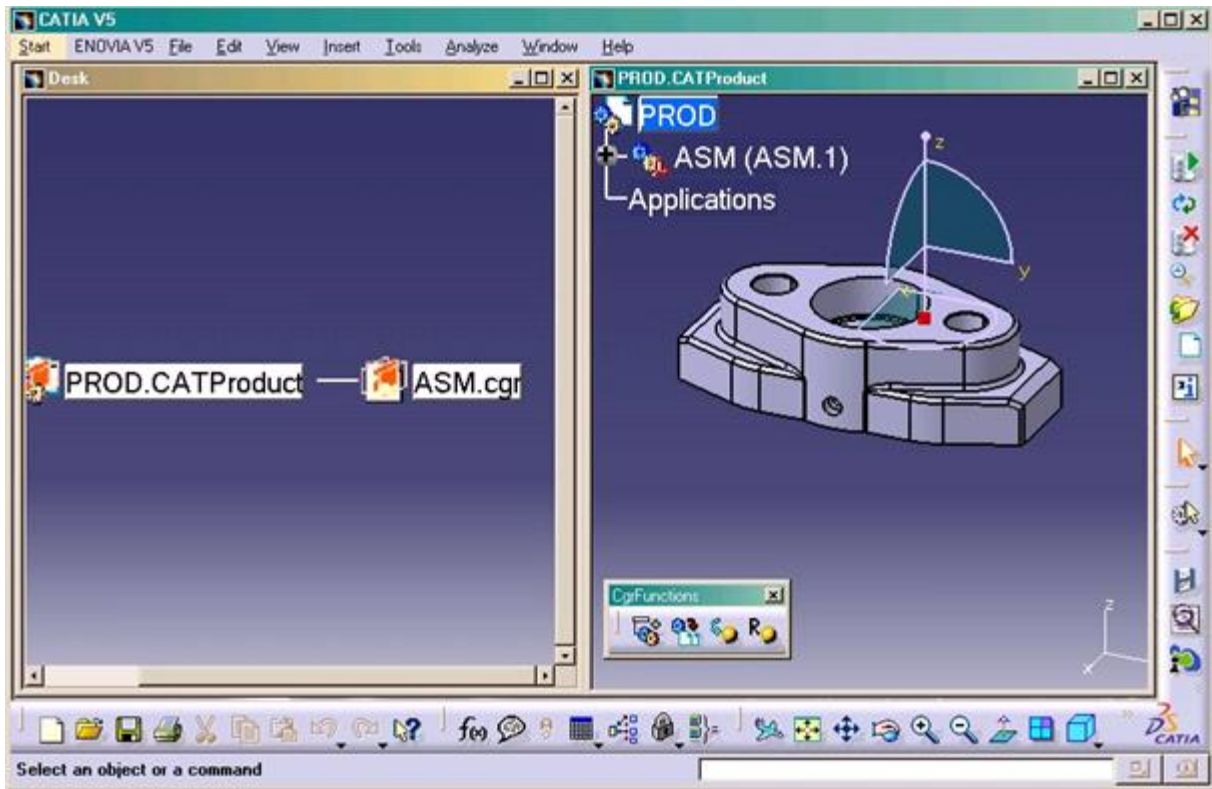 CATIA V5
Start ENOVIA V5 File Edit View Insert Tools Analyze Window Help
Desk
PROD.CATProduct
PROD
ASM (ASM.1)
Applications
z
y
PROD.CATProduct
ASM.cgr
CgrFunctions
R
z
x
f(x)
CATIA
Select an object or a command